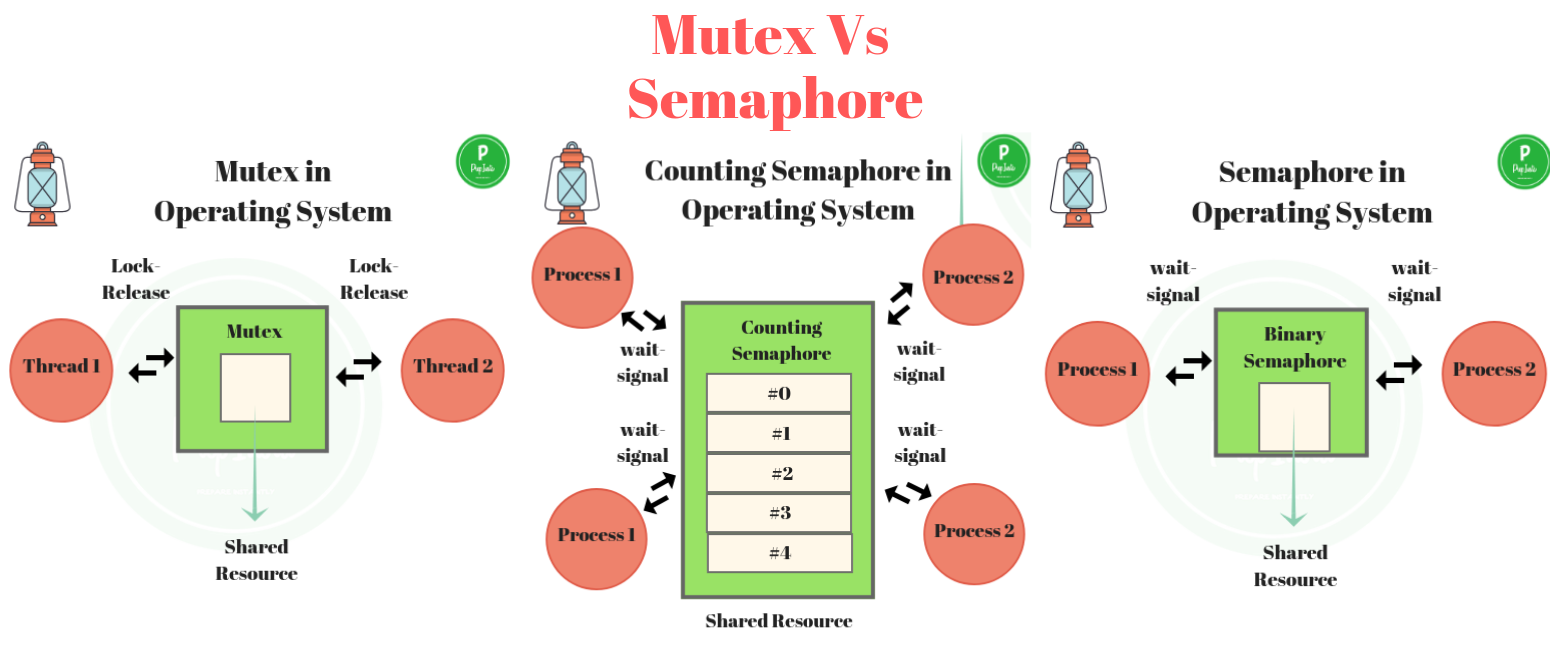 Mutex Vs
Semaphore
Mutex in
Operating System
Lock-
Release
Lock-
Release
Thread 1
Mutex
Thread 2
Shared
Resource
Counting Semaphore in
Operating System
Process 1
Process 2
wait-
signal
wait-
signal
Counting
Semaphore
#0
#1
#2
#3
#4
wait-
signal
wait-
signal
Process 1
Process 2
Shared Resource
Semaphore in
Operating System
wait-
signal
wait-
signal
Process 1
Binary
Semaphore
Process 2
Shared
Resource
P
P
P